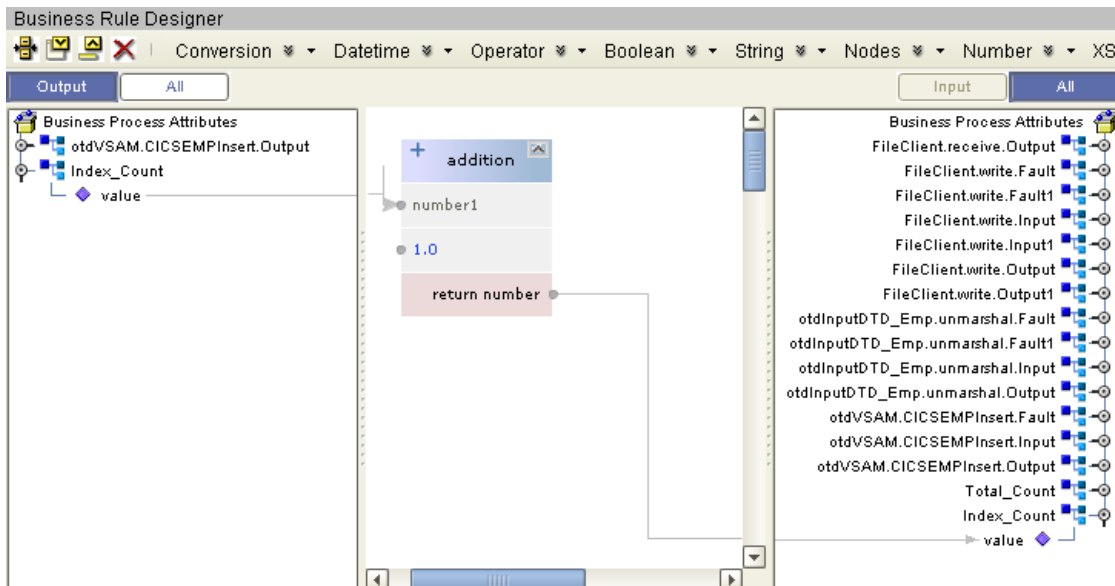 Business Rule Designer
Conversion Datetime Operator Boolean String Nodes Number XS
Output All Input All
Business Process Attributes
otdVSAM.CICSEMPInsert.Output
Index_Count
value
addition
number1
1.0
return number
Business Process Attributes
FileClient.receive.Output
FileClient.write.Fault
FileClient.write.Fault1
FileClient.write.Input
FileClient.write.Input1
FileClient.write.Output
FileClient.write.Output1
otdInputDTD_Emp.unmarshal.Fault
otdInputDTD_Emp.unmarshal.Fault1
otdInputDTD_Emp.unmarshal.Input
otdInputDTD_Emp.unmarshal.Output
otdVSAM.CICSEMPInsert.Fault
otdVSAM.CICSEMPInsert.Input
otdVSAM.CICSEMPInsert.Output
Total_Count
Index_Count
value